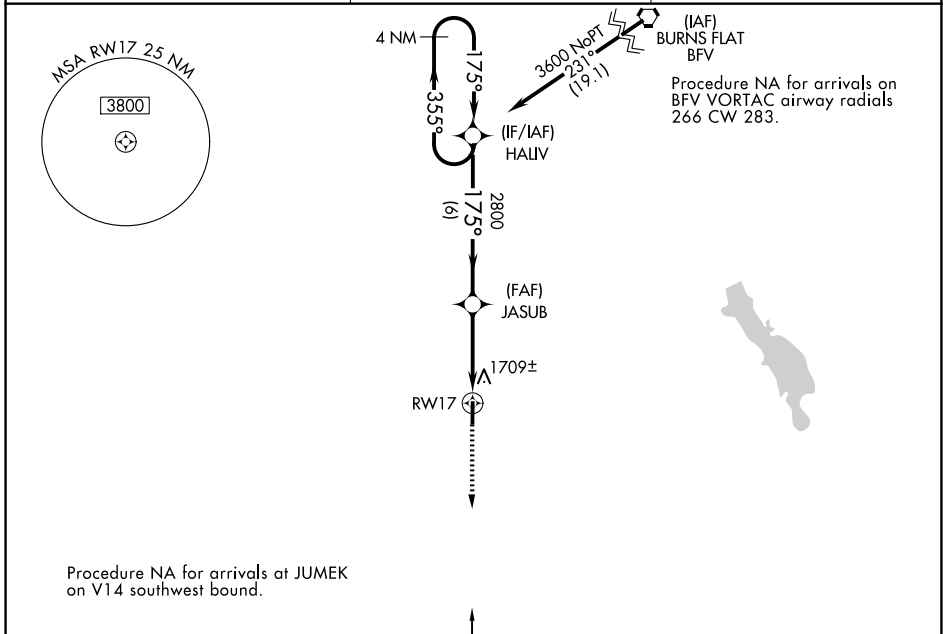 MSA RW17 25 NM
3800
4 NM
175°
355°
3600 NoPT
231°
(19.1)
(IAF)
BURNS FLAT
BFV
Procedure NA for arrivals on
BFV VORTAC airway radials
266 CW 283.
(IF/IAF)
HALIV
2800
175°
(6)
(FAF)
JASUB
1709±
RW17
Procedure NA for arrivals at JUMEK
on V14 southwest bound.